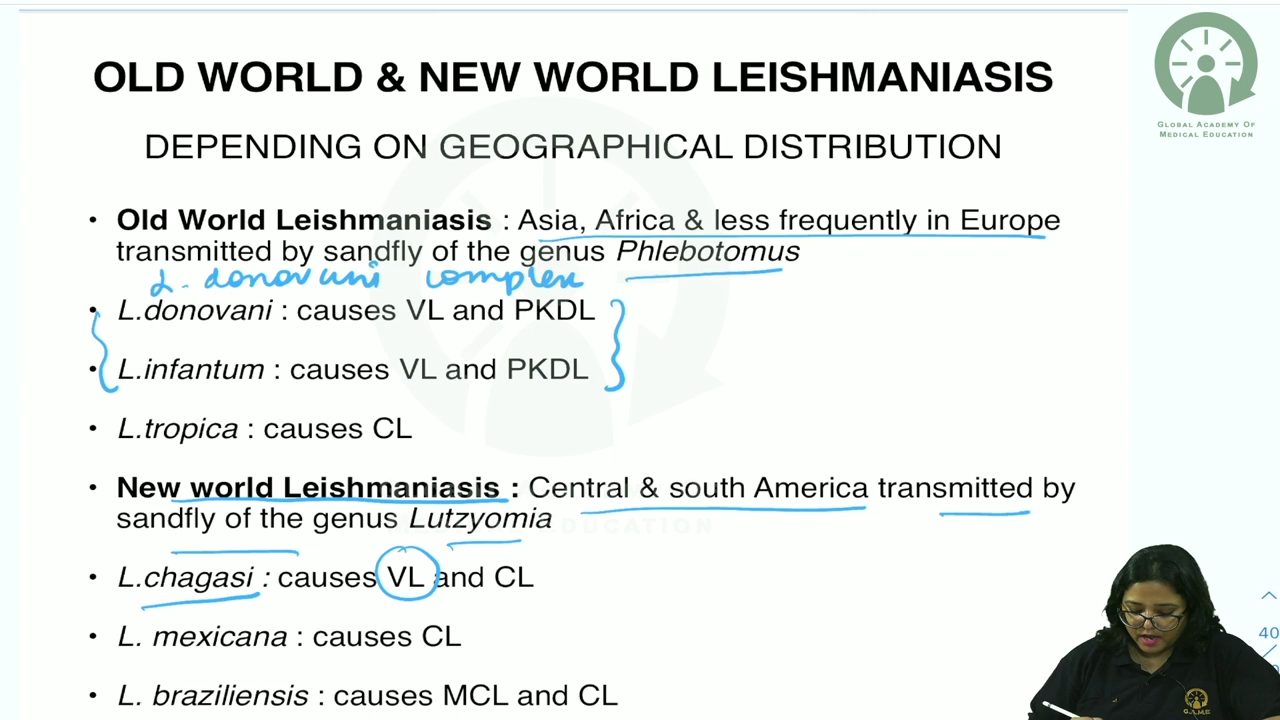 OLD WORLD & NEW WORLD LEISHMANIASIS
GLOBAL ACADEMY OF
MEDICAL EDUCATION
DEPENDING ON GEOGRAPHICAL DISTRIBUTION
• Old World Leishmaniasis : Asia, Africa & less frequently in Europe
transmitted by sandfly of the genus Phlebotomus
L. donovani complex
• L.donovani : causes VL and PKDL
• L.infantum : causes VL and PKDL
• L.tropica : causes CL
• New world Leishmaniasis : Central & south America transmitted by
sandfly of the genus Lutzyomia
• L.chagasi : causes VL and CL
• L. mexicana : causes CL
40
• L. braziliensis : causes MCL and CL